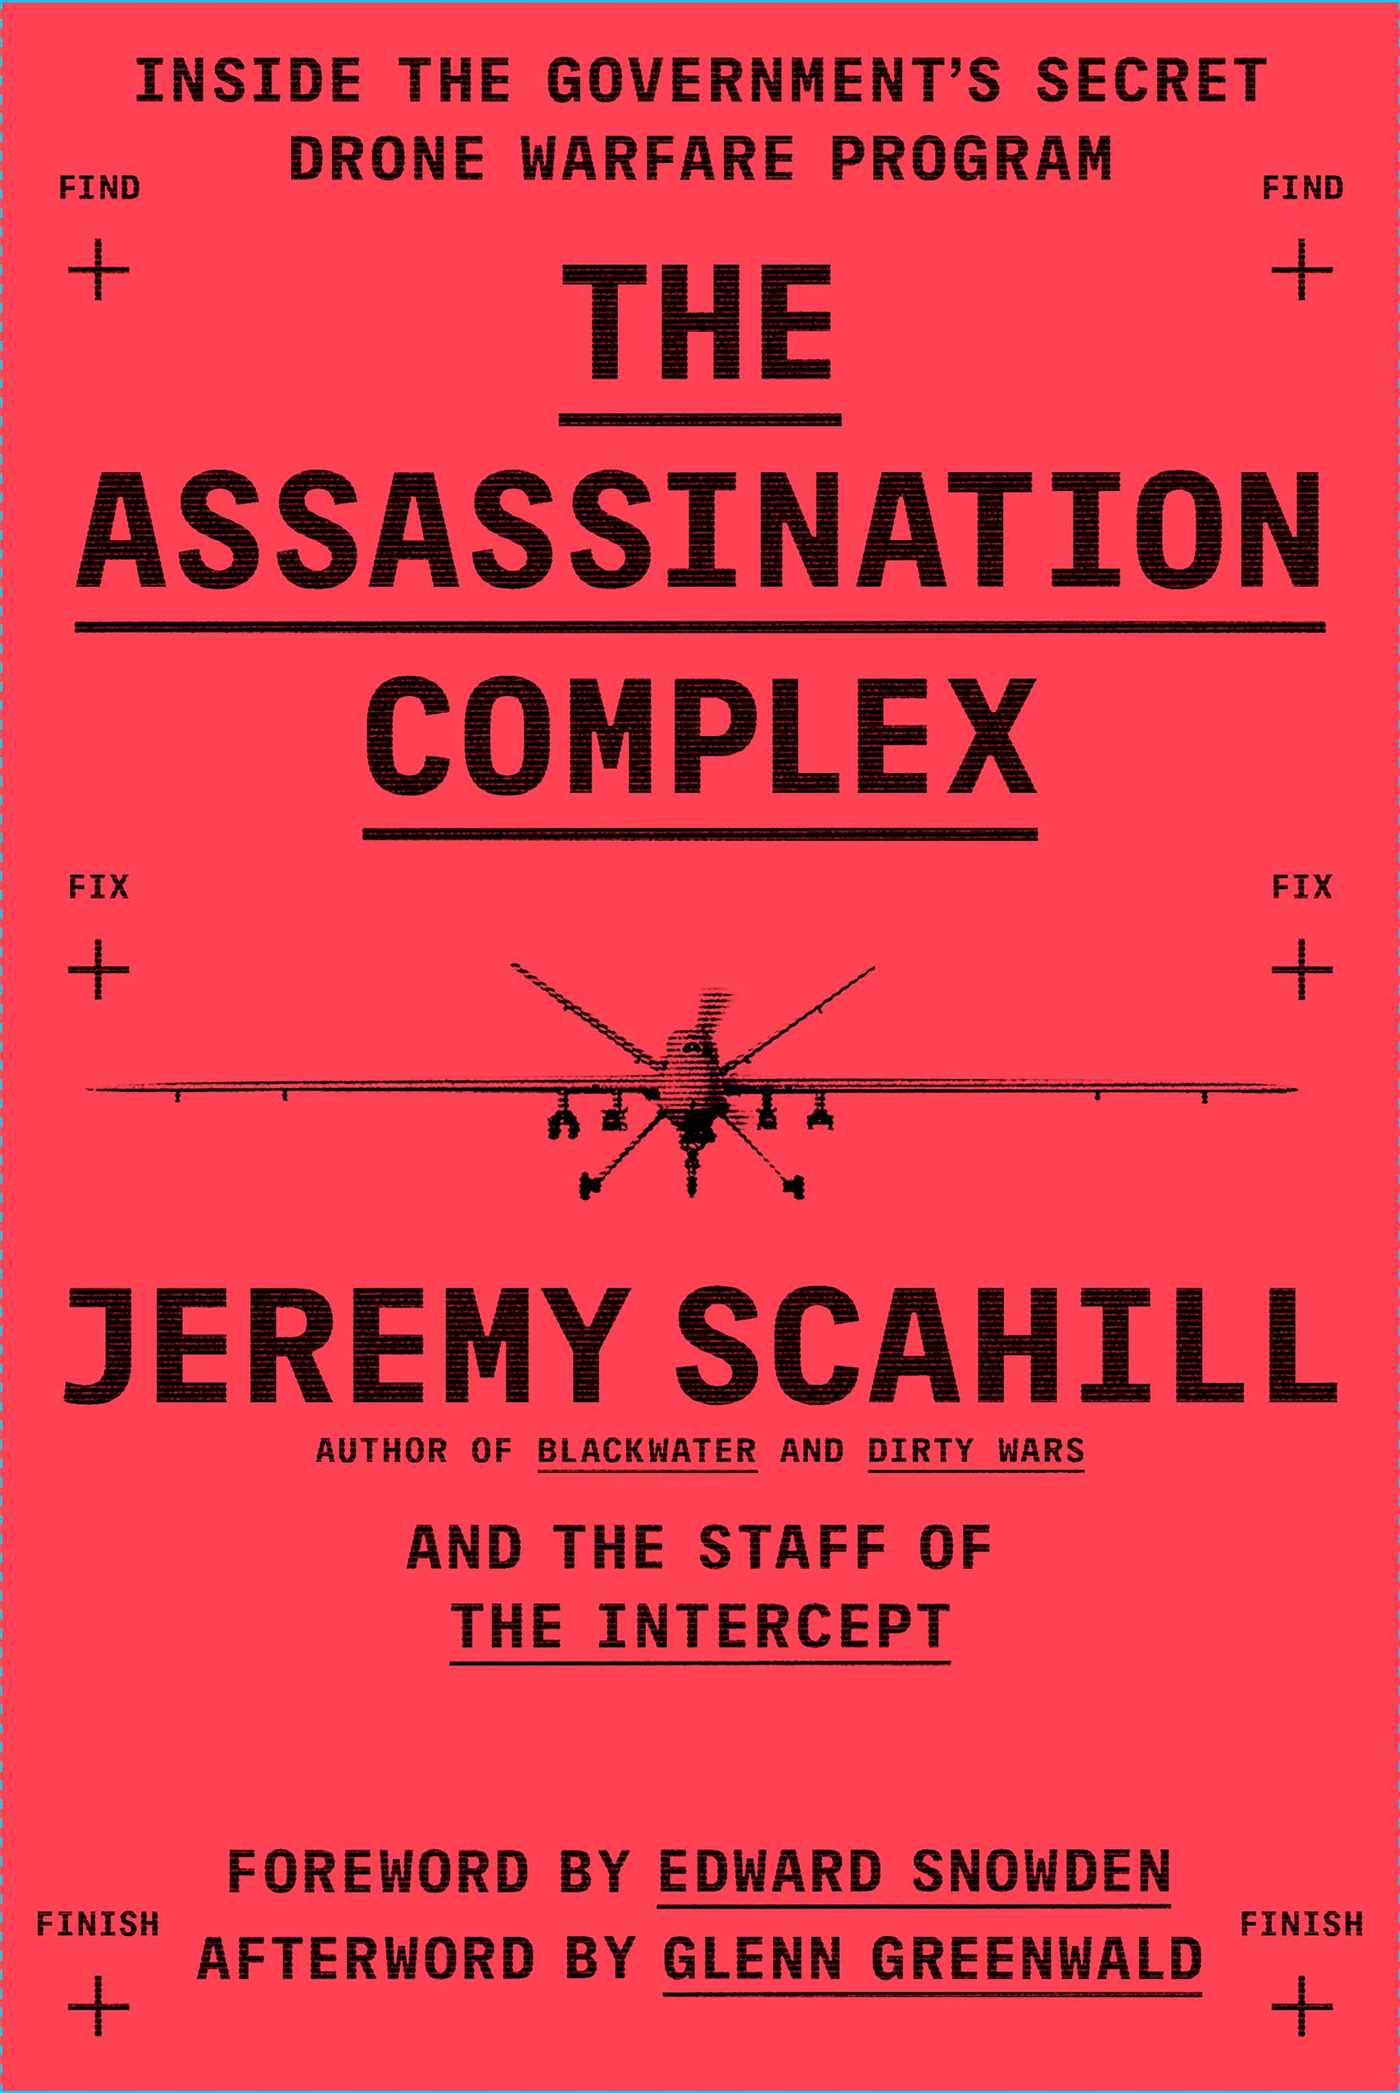 INSIDE THE GOVERNMENT’S SECRET
DRONE WARFARE PROGRAM
FIND FIND
THE
ASSASSINATION
COMPLEX
FIX FIX
JEREMY SCAHILL
AUTHOR OF BLACKWATER AND DIRTY WARS
AND THE STAFF OF
THE INTERCEPT
FOREWORD BY EDWARD SNOWDEN
FINISH FINISH
AFTERWORD BY GLENN GREENWALD